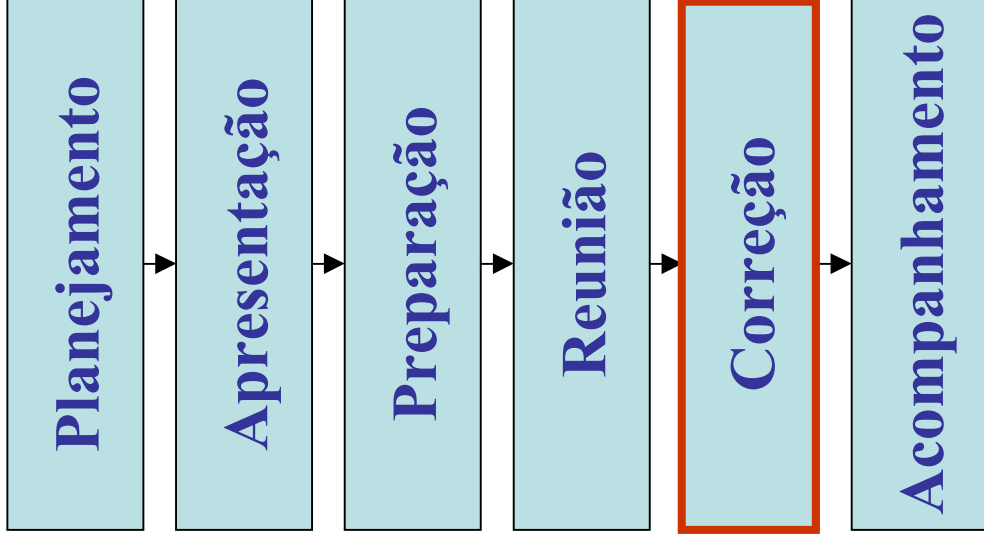 Planejamento
Apresentação
Preparação
Reunião
Correção
Acompanhamento